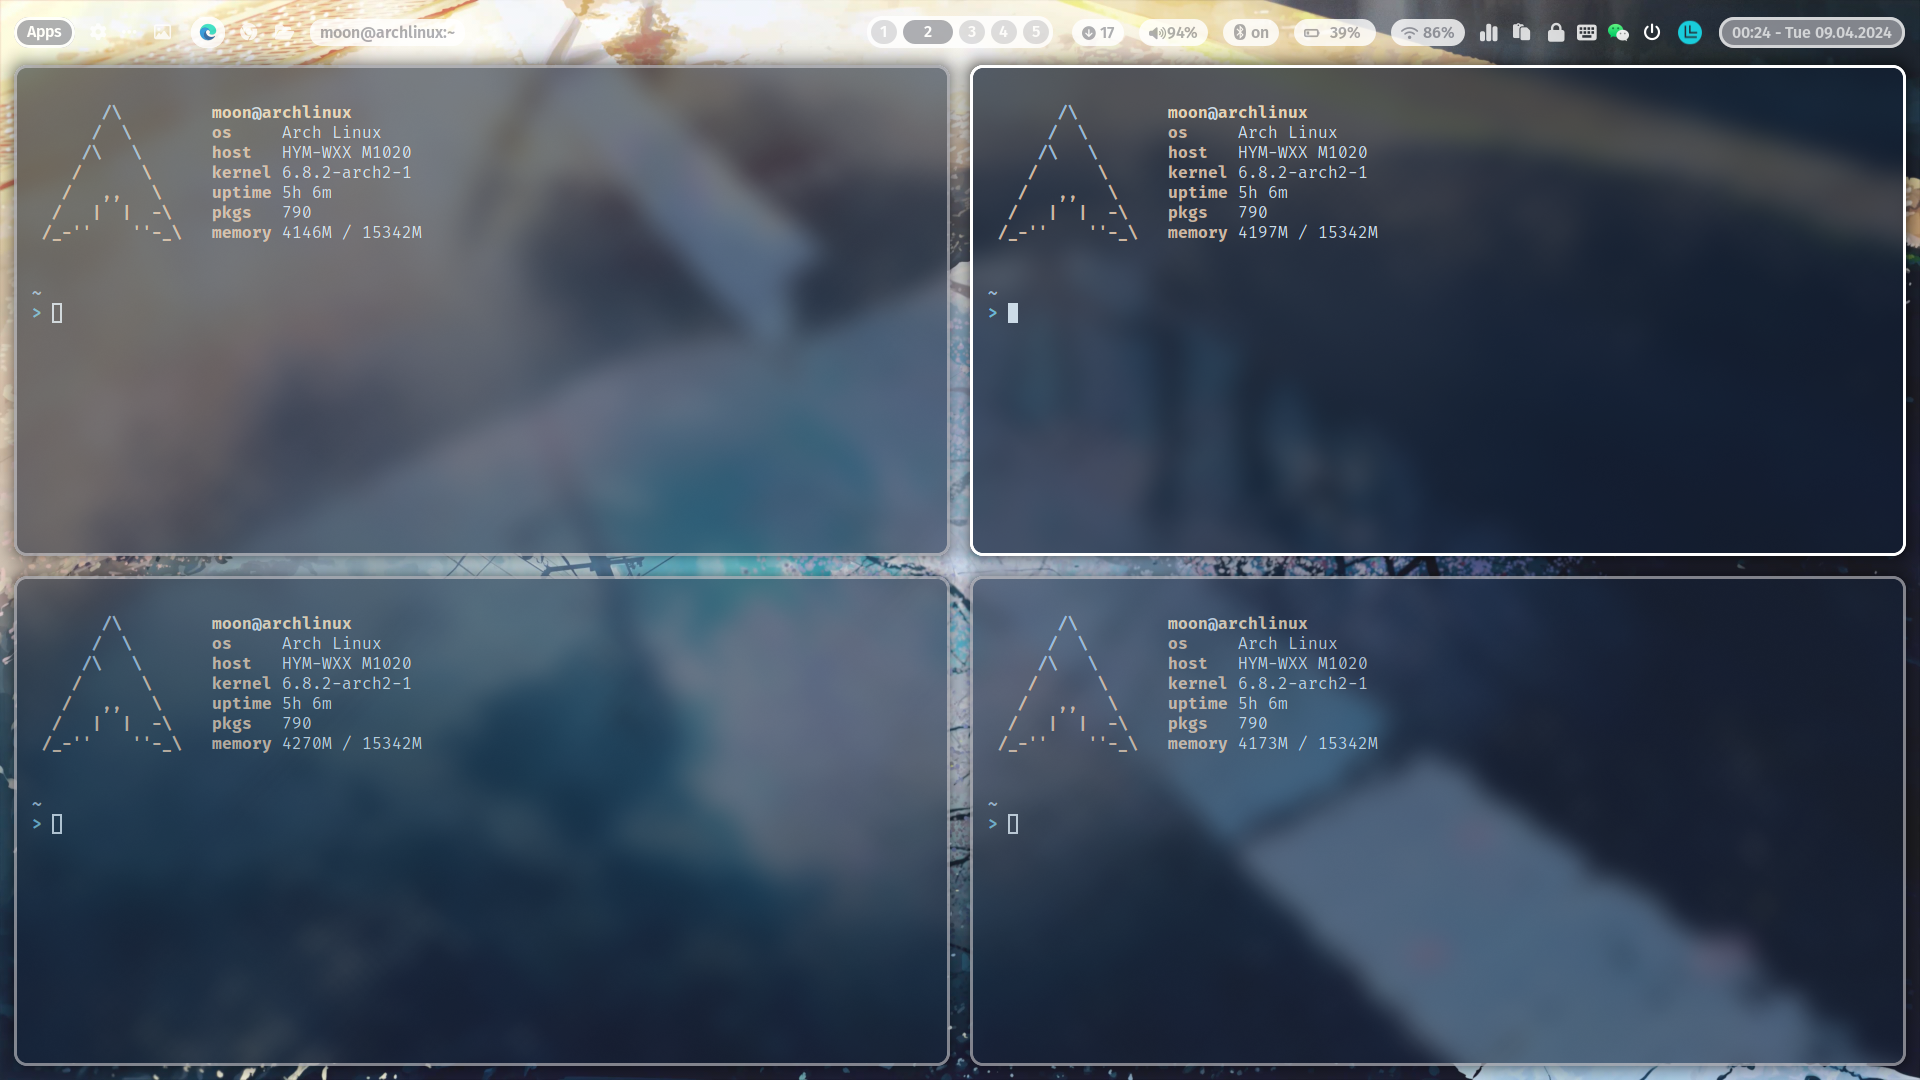 Apps moon@archlinux:~ 1 2 3 4 5 17 94% on 39% 86% 00:24 - Tue 09.04.2024
moon@archlinux
os Arch Linux
host HYM-WXX M1020
kernel 6.8.2-arch2-1
uptime 5h 6m
pkgs 790
memory 4146M / 15342M
~
>
moon@archlinux
os Arch Linux
host HYM-WXX M1020
kernel 6.8.2-arch2-1
uptime 5h 6m
pkgs 790
memory 4197M / 15342M
~
>
moon@archlinux
os Arch Linux
host HYM-WXX M1020
kernel 6.8.2-arch2-1
uptime 5h 6m
pkgs 790
memory 4270M / 15342M
~
>
moon@archlinux
os Arch Linux
host HYM-WXX M1020
kernel 6.8.2-arch2-1
uptime 5h 6m
pkgs 790
memory 4173M / 15342M
~
>